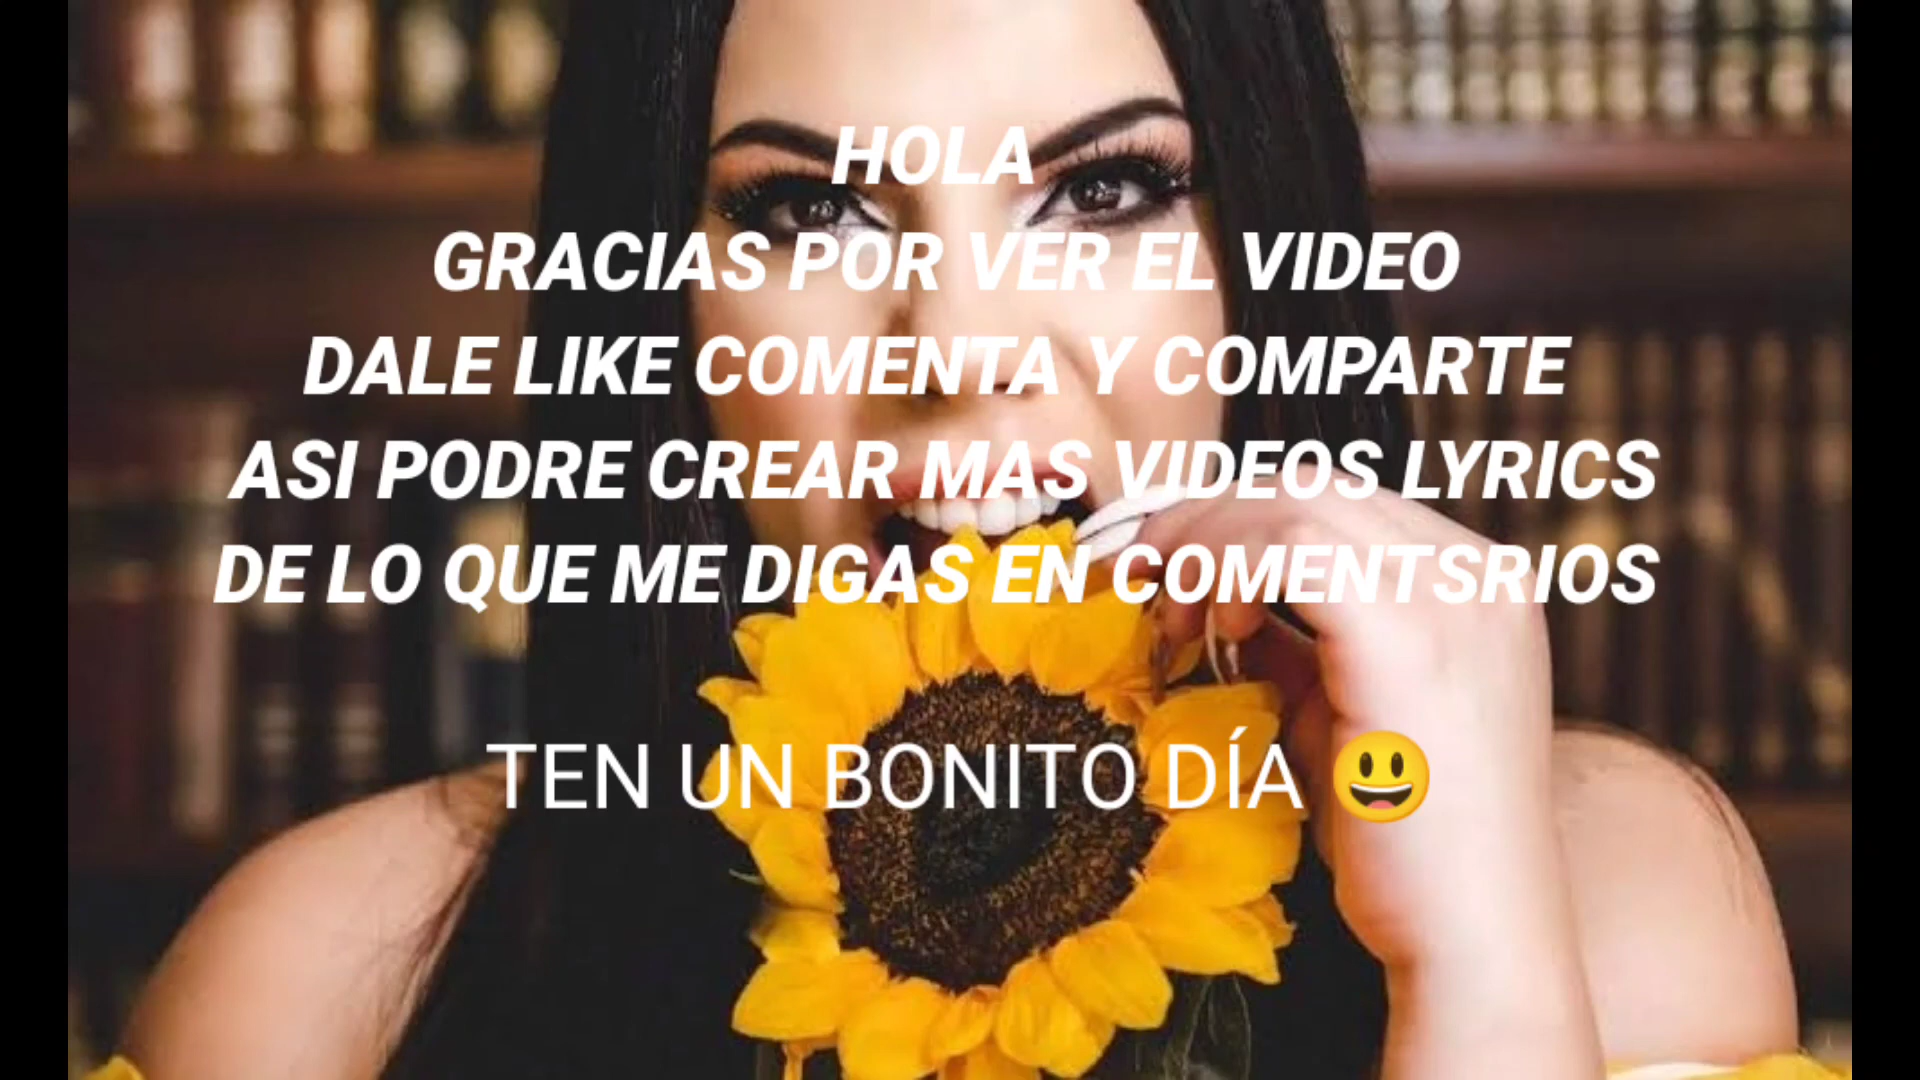 HOLA
GRACIAS POR VER EL VIDEO
DALE LIKE COMENTA Y COMPARTE
ASI PODRE CREAR MAS VIDEOS LYRICS
DE LO QUE ME DIGAS EN COMENTSRIOS
TEN UN BONITO DÍA 😃